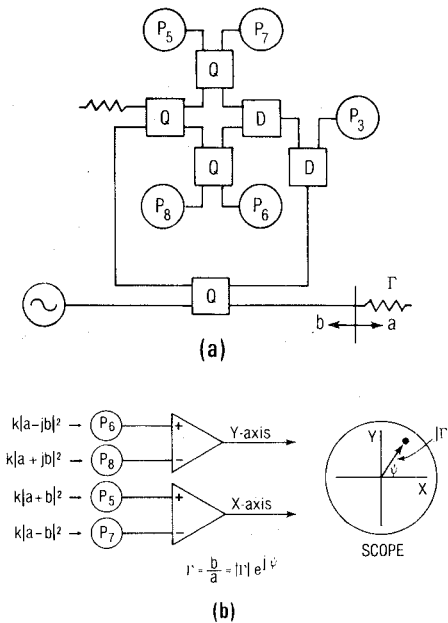 P5 P7
Q
Q D P3
Q D
P8 P6
Q Γ
b a
(a)
k|a-jb|² → P6 + Y-axis
k|a+jb|² → P8 −
k|a+b|² → P5 + X-axis
k|a-b|² → P7 −
Y |Γ|
ψ
X
SCOPE
Γ = b/a = |Γ| e^jψ
(b)